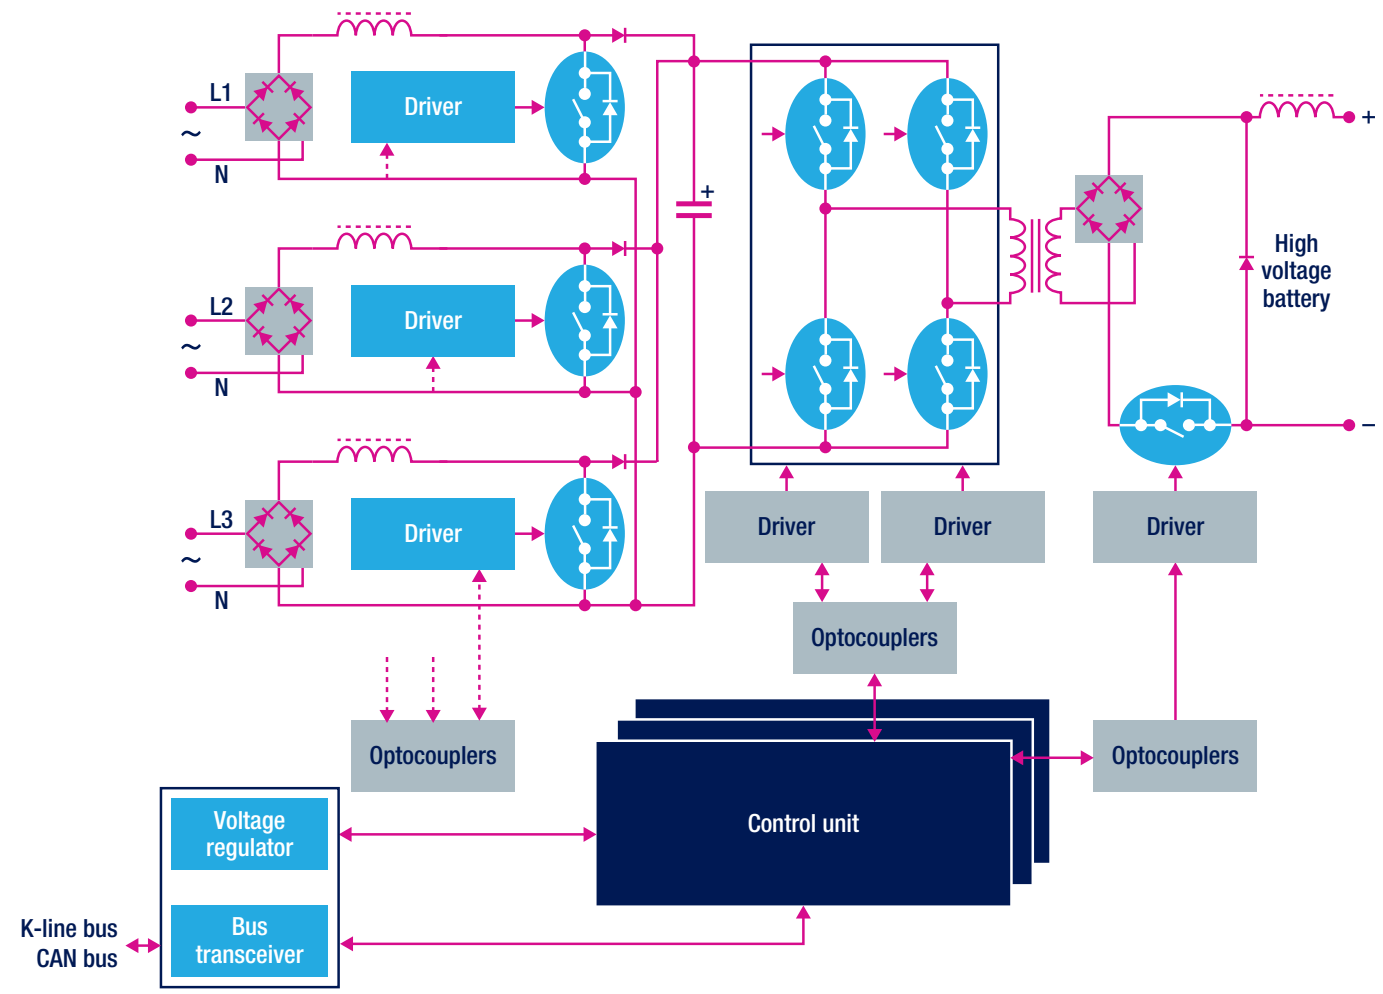 L1
~
N
Driver
L2
~
N
Driver
L3
~
N
Driver
+
+
High
voltage
battery
–
Driver
Driver
Driver
Optocouplers
Optocouplers
Optocouplers
Control unit
Voltage
regulator
Bus
transceiver
K-line bus
CAN bus